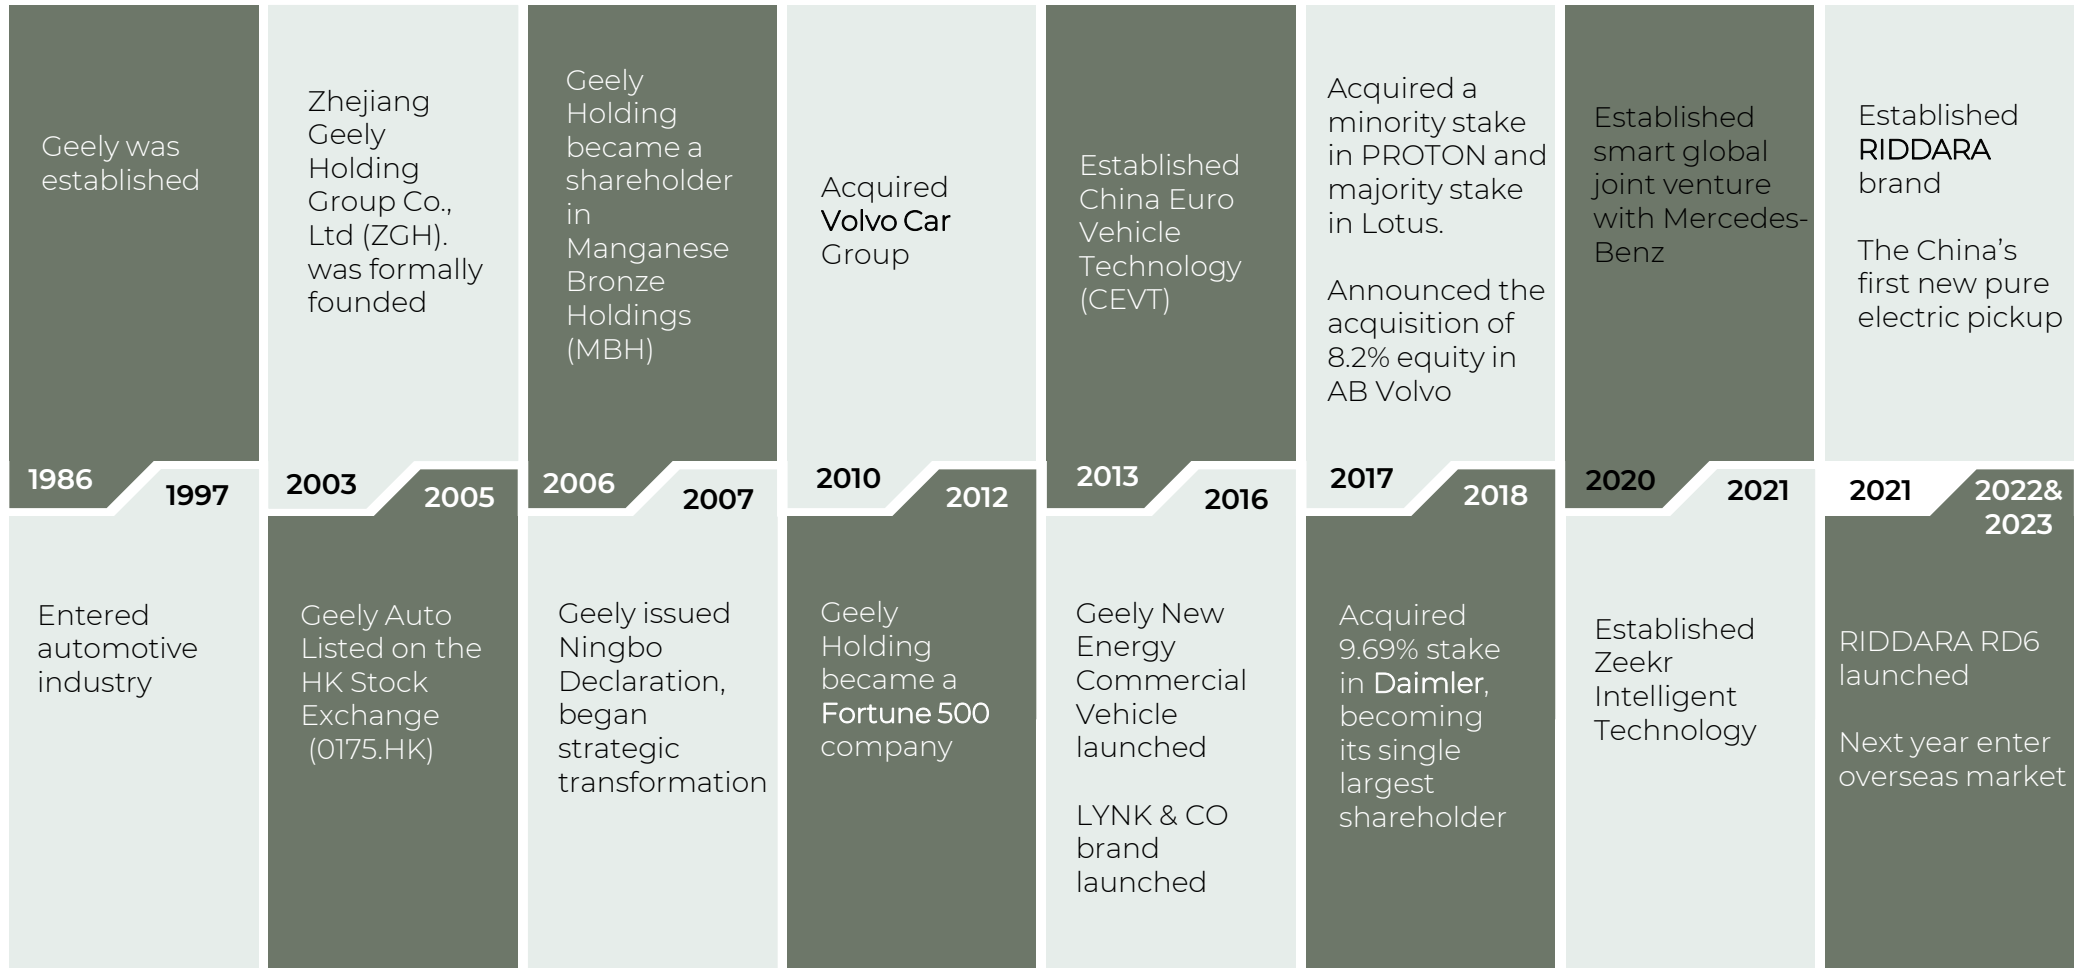 Geely was
established
1986
1997
Entered
automotive
industry
Zhejiang
Geely
Holding
Group Co.,
Ltd (ZGH).
was formally
founded
2003
2005
Geely Auto
Listed on the
HK Stock
Exchange
(0175.HK)
Geely
Holding
became a
shareholder
in
Manganese
Bronze
Holdings
(MBH)
2006
2007
Geely issued
Ningbo
Declaration,
began
strategic
transformation
Acquired
Volvo Car
Group
2010
2012
Geely
Holding
became a
Fortune 500
company
Established
China Euro
Vehicle
Technology
(CEVT)
2013
2016
Geely New
Energy
Commercial
Vehicle
launched
LYNK & CO
brand
launched
Acquired a
minority stake
in PROTON and
majority stake
in Lotus.
Announced the
acquisition of
8.2% equity in
AB Volvo
2017
2018
Acquired
9.69% stake
in Daimler,
becoming
its single
largest
shareholder
Established
smart global
joint venture
with Mercedes-
Benz
2020
2021
Established
Zeekr
Intelligent
Technology
Established
RIDDARA
brand
The China's
first new pure
electric pickup
2021
2022&
2023
RIDDARA RD6
launched
Next year enter
overseas market